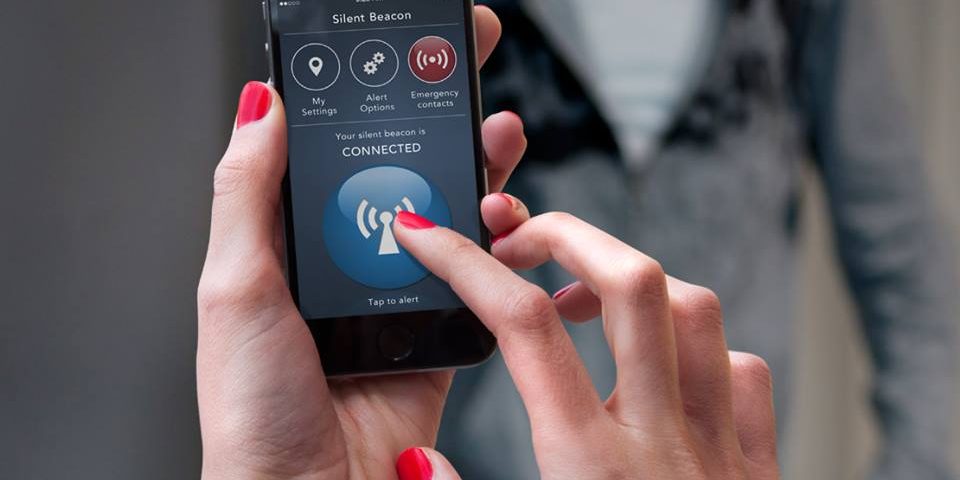 Silent Beacon
My
Settings
Alert
Options
Emergency
contacts
Your silent beacon is
CONNECTED
Tap to alert